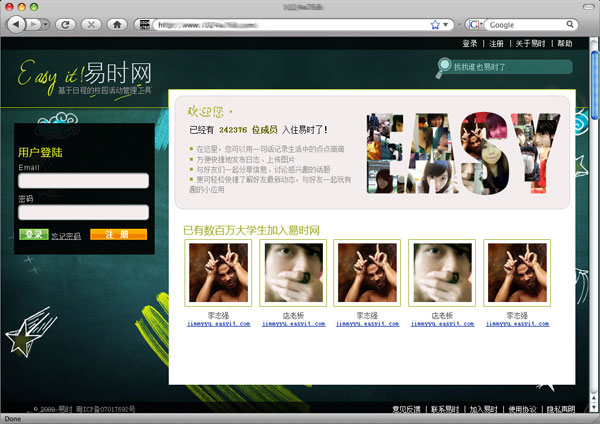 Google
登录 | 注册 | 关于易时 | 帮助
Easy it! 易时网
基于日程的校园活动管理工具
找找谁也易时了
欢迎您，
已经有 242376 位成员 入住易时了!
在这里，您可以用一句话记录生活中的点点滴滴
方便快捷地发布日志、上传图片
与好友们一起分享信息、讨论感兴趣的话题
更可轻松快捷了解好友最新动态，与好友一起玩有
趣的小应用
EASY
用户登陆
Email
密码
登录 忘记密码 注 册
已有数百万大学生加入易时网
李志强 店老板 李志强 店老板 李志强
jimmyyu.easyit.com jimmyyu.easyit.com jimmyyu.easyit.com jimmyyu.easyit.com jimmyyu.easyit.com
© 2009 易时 粤ICP备07017692号 意见反馈 | 联系易时 | 加入易时 | 使用协议 | 隐私声明
Done